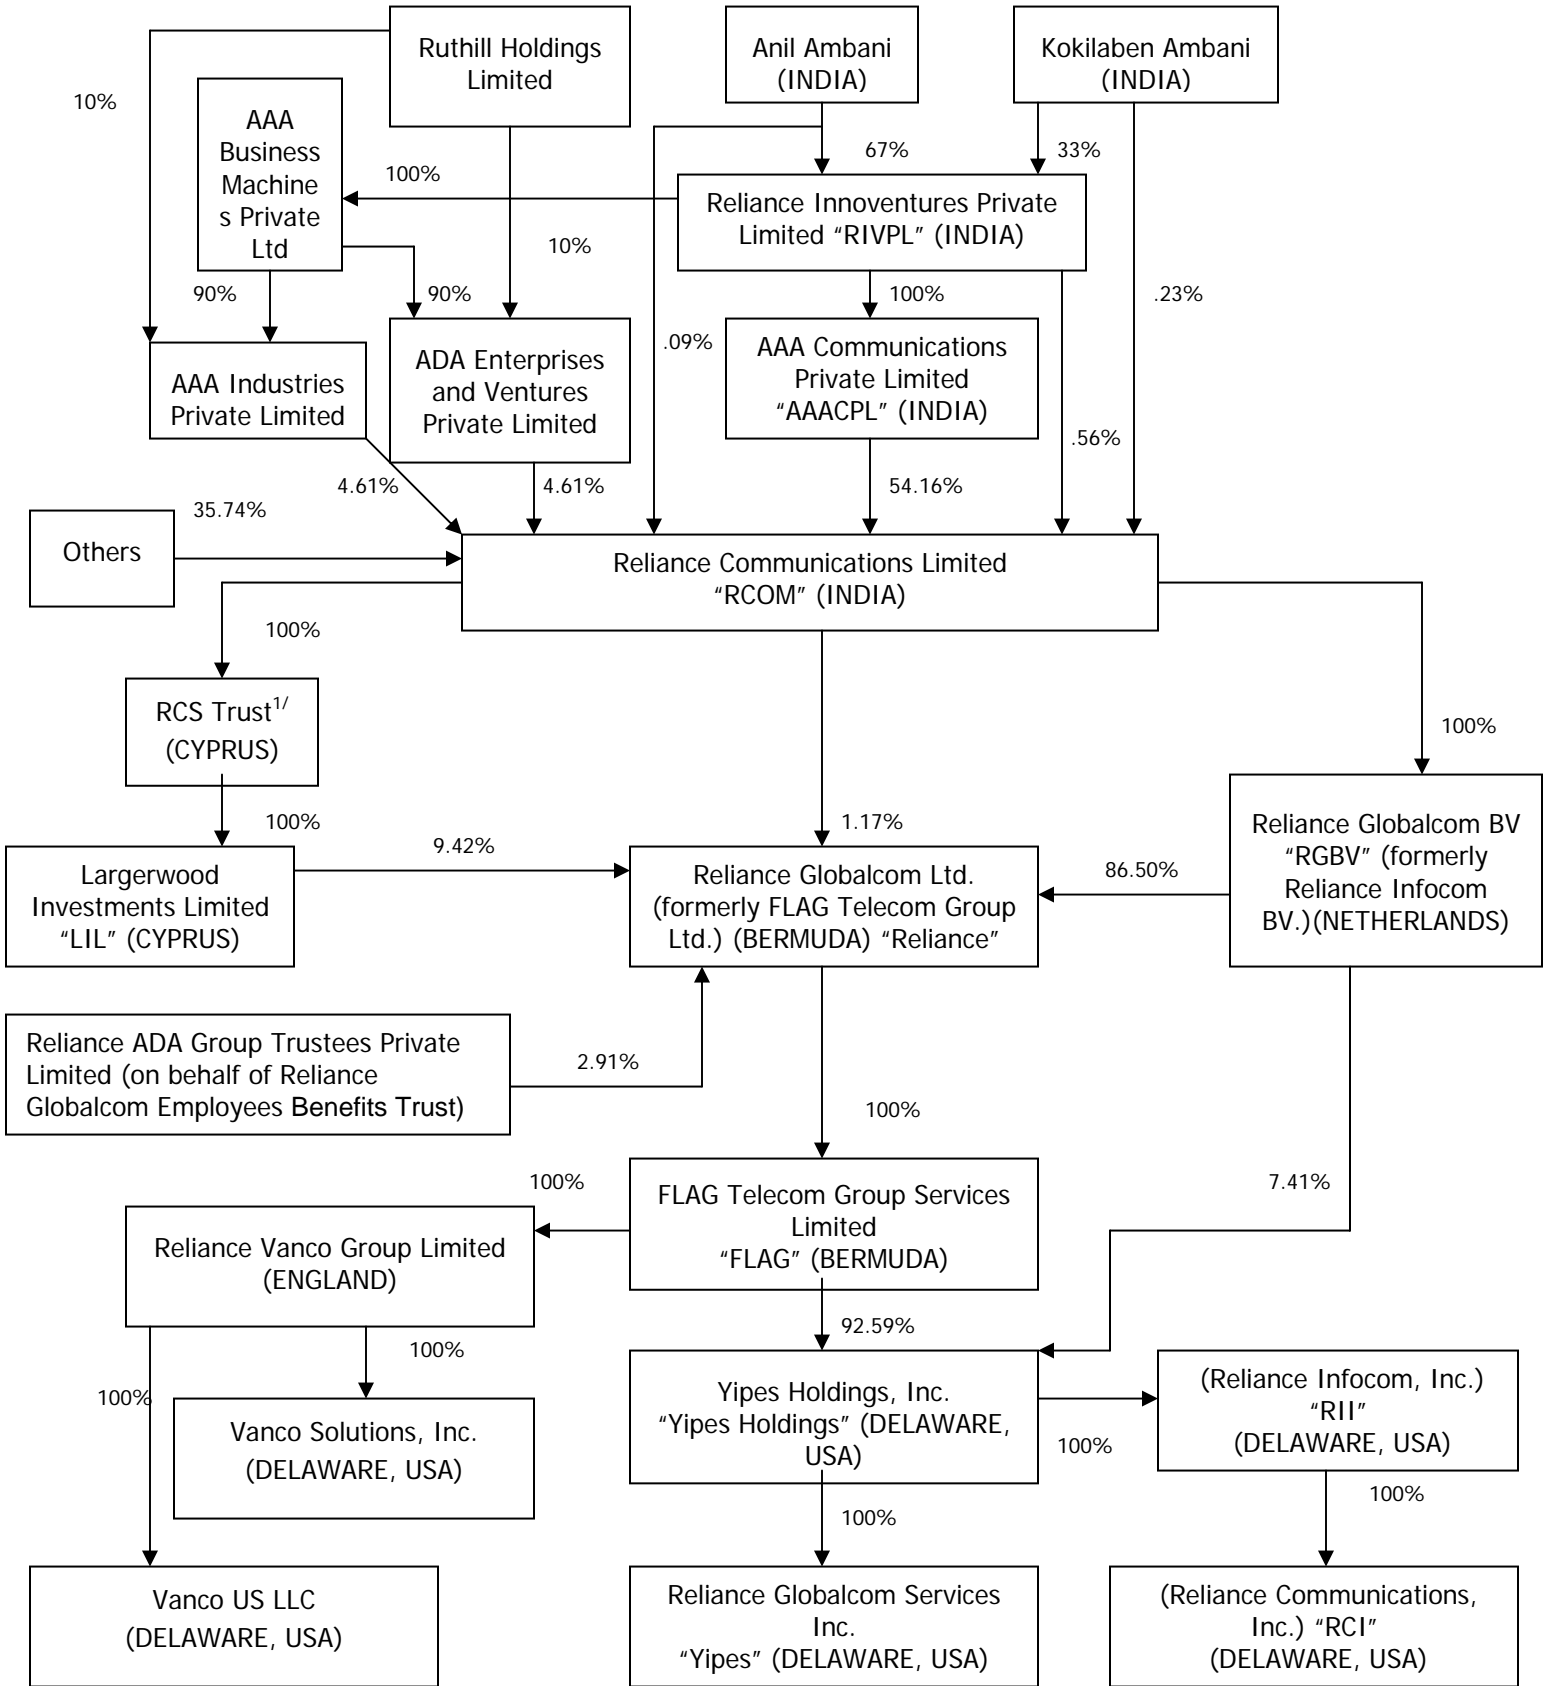 Ruthill Holdings
Limited
Anil Ambani
(INDIA)
Kokilaben Ambani
(INDIA)
10%
AAA
Business
Machine
s Private
Ltd
100%
67%
33%
Reliance Innoventures Private
Limited “RIVPL” (INDIA)
10%
90%
90%
100%
.23%
AAA Industries
Private Limited
ADA Enterprises
and Ventures
Private Limited
.09%
AAA Communications
Private Limited
“AAACPL” (INDIA)
.56%
4.61%
4.61%
54.16%
35.74%
Others
Reliance Communications Limited
“RCOM” (INDIA)
100%
RCS Trust1/
(CYPRUS)
100%
100%
9.42%
1.17%
Largerwood
Investments Limited
“LIL” (CYPRUS)
Reliance Globalcom Ltd.
(formerly FLAG Telecom Group
Ltd.) (BERMUDA) “Reliance”
86.50%
Reliance Globalcom BV
“RGBV” (formerly
Reliance Infocom
BV.)(NETHERLANDS)
Reliance ADA Group Trustees Private
Limited (on behalf of Reliance
Globalcom Employees Benefits Trust)
2.91%
100%
100%
FLAG Telecom Group Services
Limited
“FLAG” (BERMUDA)
7.41%
Reliance Vanco Group Limited
(ENGLAND)
92.59%
100%
100%
Vanco Solutions, Inc.
(DELAWARE, USA)
Yipes Holdings, Inc.
“Yipes Holdings” (DELAWARE,
USA)
100%
(Reliance Infocom, Inc.)
“RII”
(DELAWARE, USA)
100%
100%
Vanco US LLC
(DELAWARE, USA)
Reliance Globalcom Services
Inc.
“Yipes” (DELAWARE, USA)
(Reliance Communications,
Inc.) “RCI”
(DELAWARE, USA)